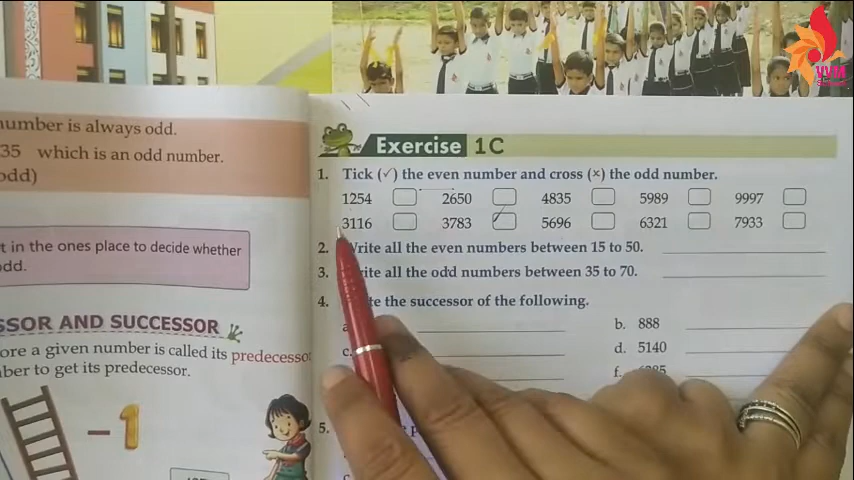 number is always odd.
35 which is an odd number.
odd)
t in the ones place to decide whether
dd.
SSOR AND SUCCESSOR
ore a given number is called its predecesso
ber to get its predecessor.
-1
Exercise 1C
1. Tick (✓) the even number and cross (×) the odd number.
1254 2650 4835 5989 9997
3116 3783 5696 6321 7933
2. Write all the even numbers between 15 to 50.
3. ite all the odd numbers between 35 to 70.
4. te the successor of the following.
a b. 888
c. d. 5140
f.
5.
VVM